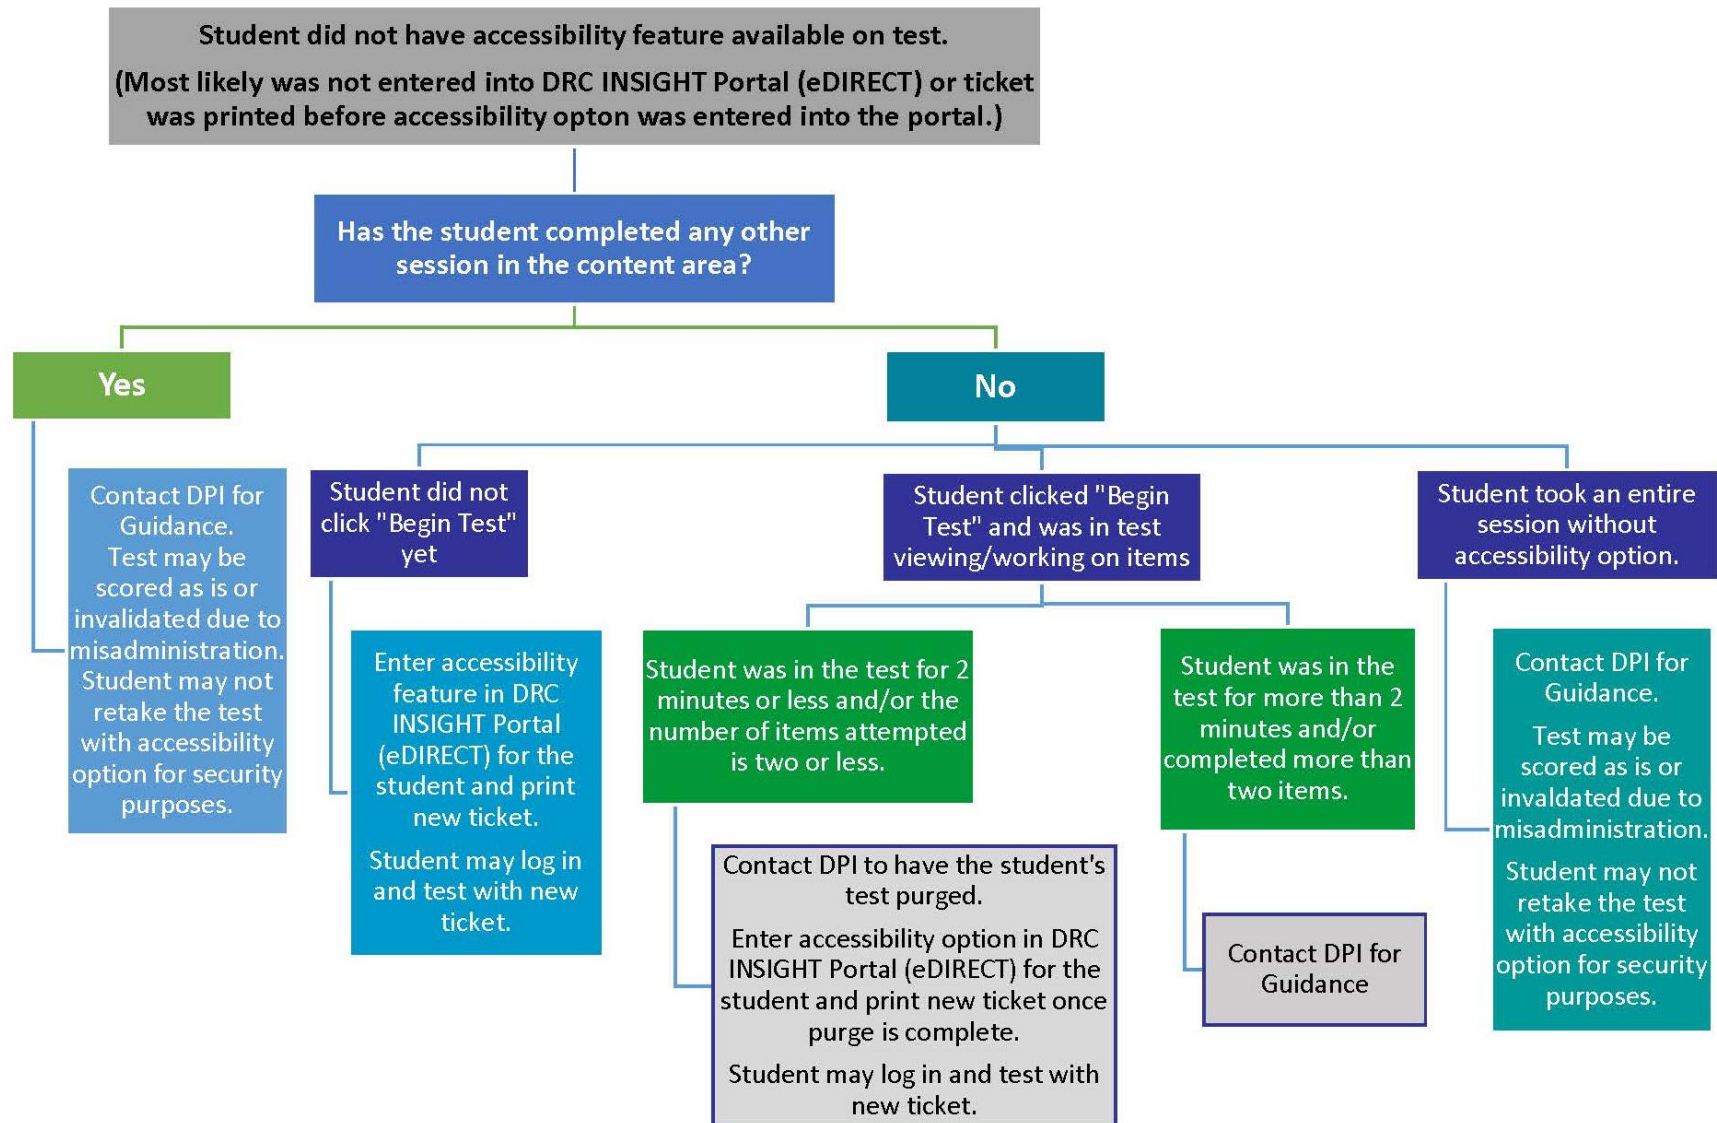 Student did not have accessibility feature available on test.
(Most likely was not entered into DRC INSIGHT Portal (eDIRECT) or ticket
was printed before accessibility opton was entered into the portal.)
Has the student completed any other
session in the content area?
Yes
No
Contact DPI for
Guidance.
Test may be
scored as is or
invalidated due to
misadministration.
Student may not
retake the test
with accessibility
option for security
purposes.
Student did not
click "Begin Test"
yet
Enter accessibility
feature in DRC
INSIGHT Portal
(eDIRECT) for the
student and print
new ticket.
Student may log in
and test with new
ticket.
Student clicked "Begin
Test" and was in test
viewing/working on items
Student was in the test for 2
minutes or less and/or the
number of items attempted
is two or less.
Contact DPI to have the student's
test purged.
Enter accessibility option in DRC
INSIGHT Portal (eDIRECT) for the
student and print new ticket once
purge is complete.
Student may log in and test with
new ticket.
Student was in the
test for more than 2
minutes and/or
completed more than
two items.
Contact DPI for
Guidance
Student took an entire
session without
accessibility option.
Contact DPI for
Guidance.
Test may be
scored as is or
invaldated due to
misadministration.
Student may not
retake the test
with accessibility
option for security
purposes.